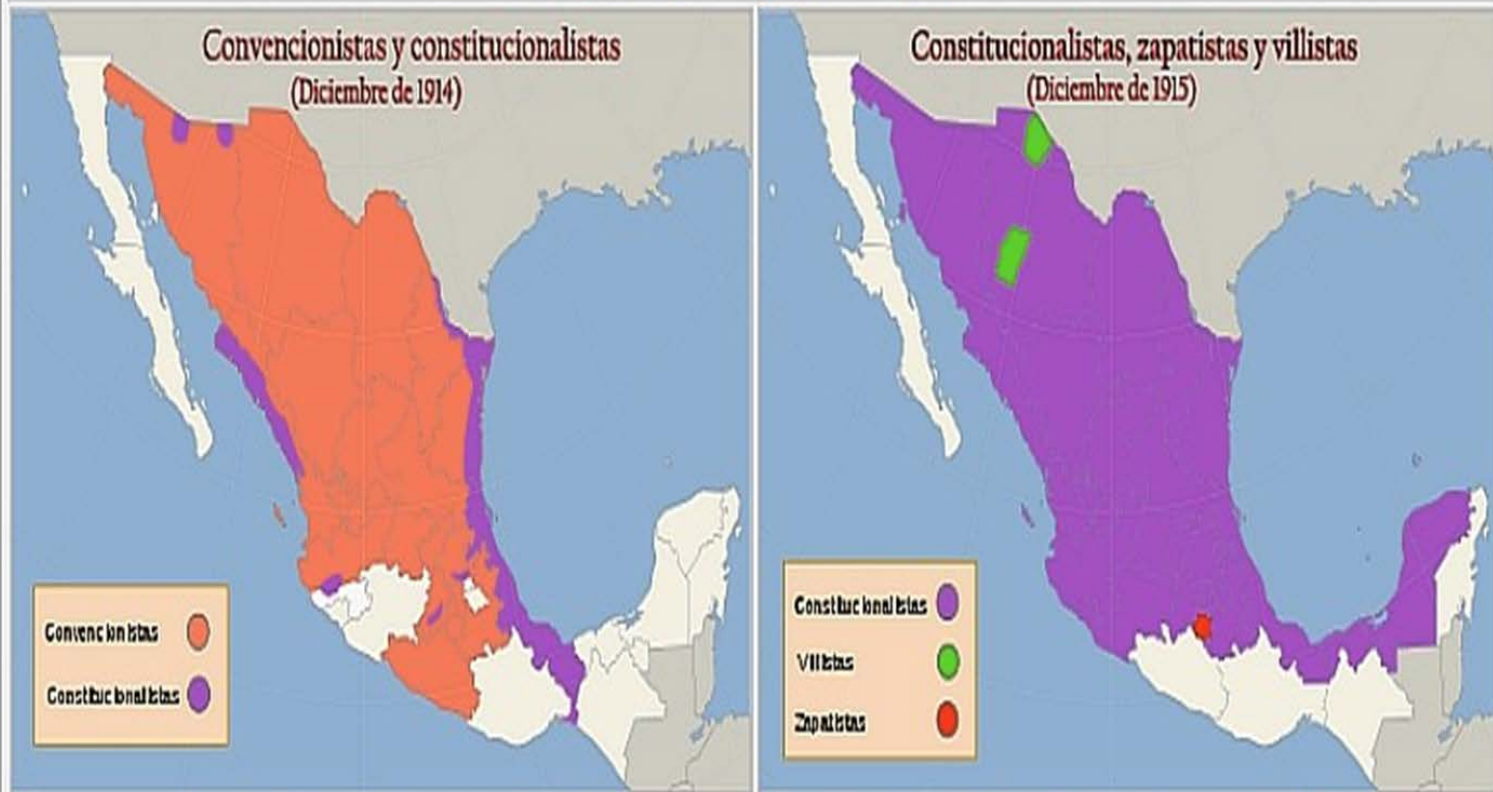 Convencionistas y constitucionalistas
(Diciembre de 1914)
Convencionistas
Constitucionalistas
Constitucionalistas, zapatistas y villistas
(Diciembre de 1915)
Constitucionalistas
Villistas
Zapatistas